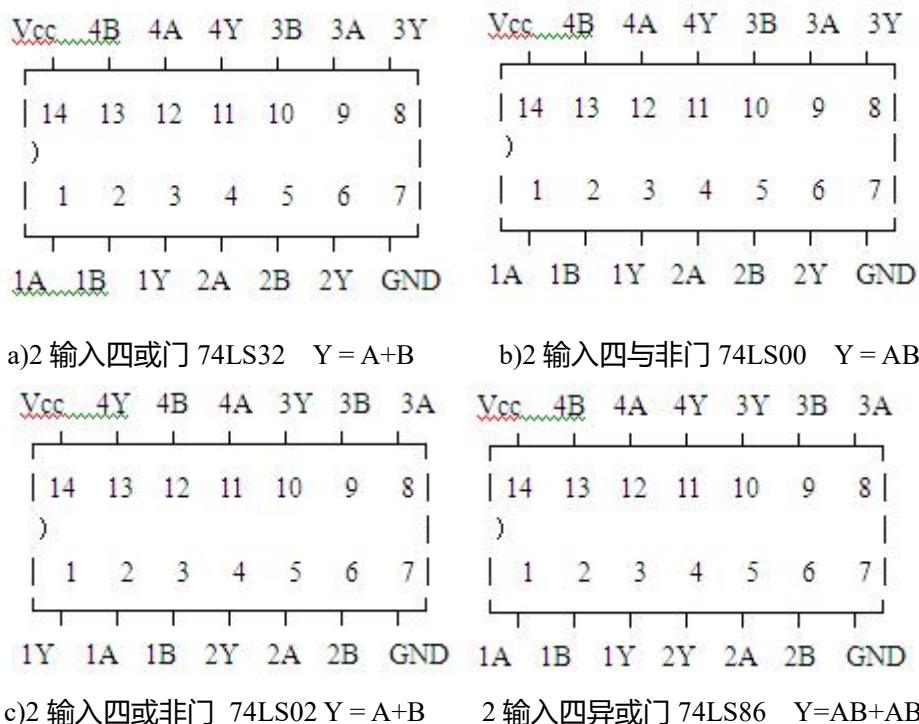 Vcc 4B 4A 4Y 3B 3A 3Y
14 13 12 11 10 9 8
)
1 2 3 4 5 6 7
1A 1B 1Y 2A 2B 2Y GND
a)2 输入四或门 74LS32 Y = A+B
Vcc 4B 4A 4Y 3B 3A 3Y
14 13 12 11 10 9 8
)
1 2 3 4 5 6 7
1A 1B 1Y 2A 2B 2Y GND
b)2 输入四与非门 74LS00 Y = AB
Vcc 4Y 4B 4A 3Y 3B 3A
14 13 12 11 10 9 8
)
1 2 3 4 5 6 7
1Y 1A 1B 2Y 2A 2B GND
c)2 输入四或非门 74LS02 Y = A+B
Vcc 4B 4A 4Y 3Y 3B 3A
14 13 12 11 10 9 8
)
1 2 3 4 5 6 7
1A 1B 1Y 2Y 2A 2B GND
2 输入四异或门 74LS86 Y=AB+AB